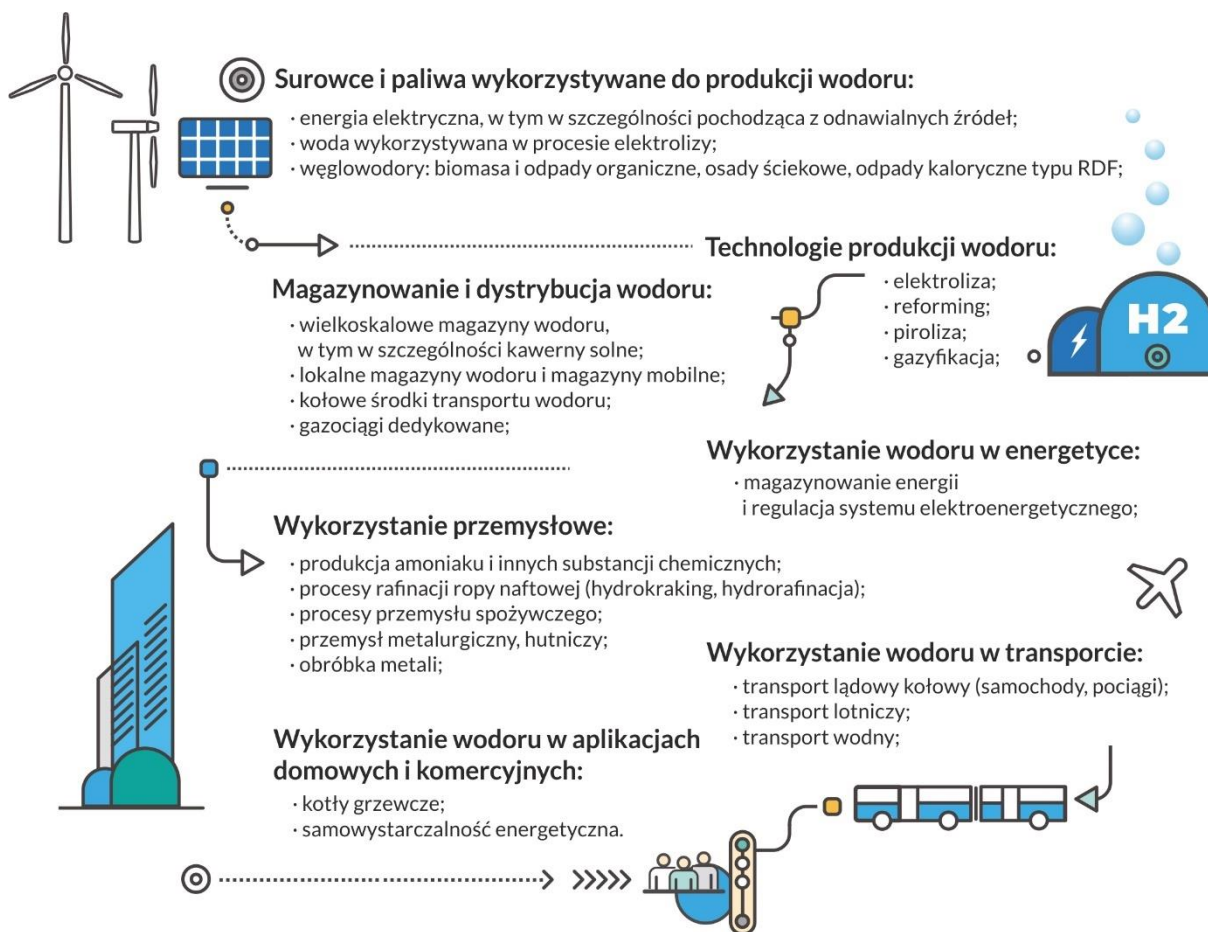 Surowce i paliwa wykorzystywane do produkcji wodoru:
· energia elektryczna, w tym w szczególności pochodząca z odnawialnych źródeł;
· woda wykorzystywana w procesie elektrolizy;
· węglowodory: biomasa i odpady organiczne, osady ściekowe, odpady kaloryczne typu RDF;
Technologie produkcji wodoru:
· elektroliza;
· reforming;
· piroliza;
· gazyfikacja;
H2
Magazynowanie i dystrybucja wodoru:
· wielkoskalowe magazyny wodoru,
w tym w szczególności kawerny solne;
· lokalne magazyny wodoru i magazyny mobilne;
· kołowe środki transportu wodoru;
· gazociągi dedykowane;
Wykorzystanie wodoru w energetyce:
· magazynowanie energii
i regulacja systemu elektroenergetycznego;
Wykorzystanie przemysłowe:
· produkcja amoniaku i innych substancji chemicznych;
· procesy rafinacji ropy naftowej (hydrokraking, hydrorafinacja);
· procesy przemysłu spożywczego;
· przemysł metalurgiczny, hutniczy;
· obróbka metali;
Wykorzystanie wodoru w transporcie:
· transport lądowy kołowy (samochody, pociągi);
· transport lotniczy;
· transport wodny;
Wykorzystanie wodoru w aplikacjach
domowych i komercyjnych:
· kotły grzewcze;
· samowystarczalność energetyczna.